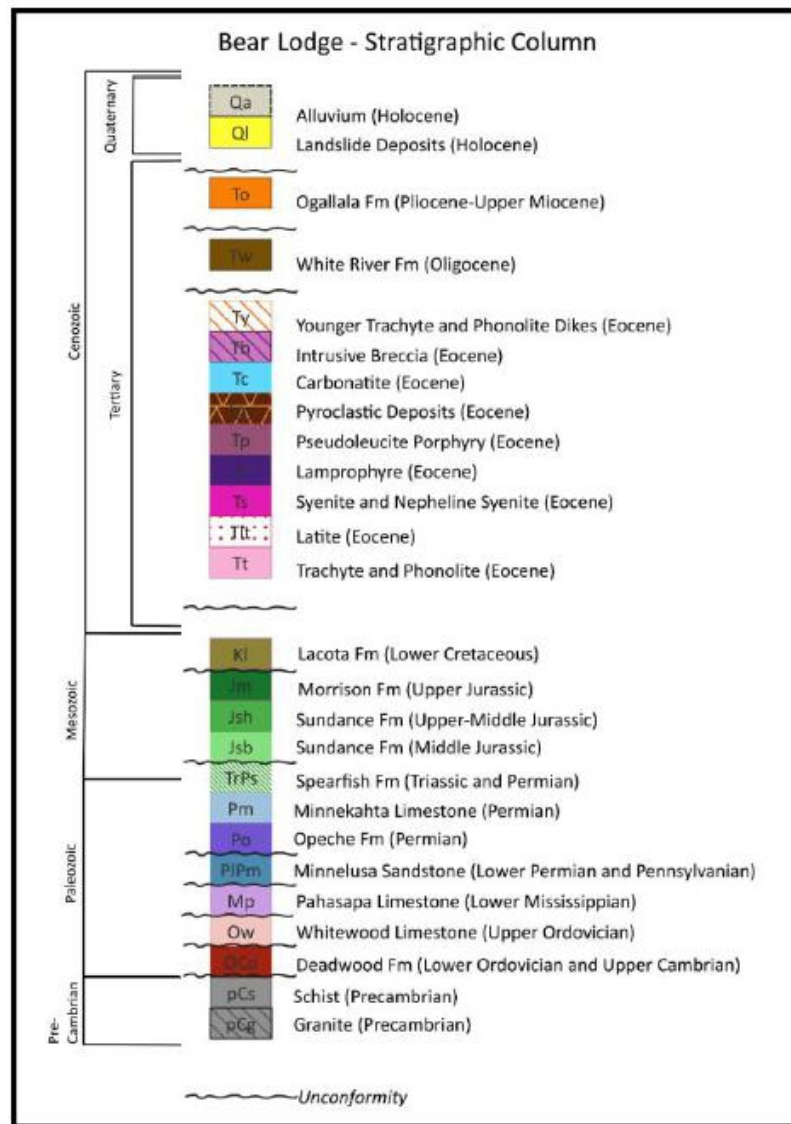 Bear Lodge - Stratigraphic Column
Cenozoic
Quaternary
Qa
Alluvium (Holocene)
Ql
Landslide Deposits (Holocene)
Tertiary
To
Ogallala Fm (Pliocene-Upper Miocene)
Tw
White River Fm (Oligocene)
Ty
Younger Trachyte and Phonolite Dikes (Eocene)
Tb
Intrusive Breccia (Eocene)
Tc
Carbonatite (Eocene)
Pyroclastic Deposits (Eocene)
Tp
Pseudoleucite Porphyry (Eocene)
Lamprophyre (Eocene)
Ts
Syenite and Nepheline Syenite (Eocene)
Latite (Eocene)
Tt
Trachyte and Phonolite (Eocene)
Mesozoic
Kl
Lacota Fm (Lower Cretaceous)
Jm
Morrison Fm (Upper Jurassic)
Jsh
Sundance Fm (Upper-Middle Jurassic)
Jsb
Sundance Fm (Middle Jurassic)
Paleozoic
TrPs
Spearfish Fm (Triassic and Permian)
Pm
Minnekahta Limestone (Permian)
Po
Opeche Fm (Permian)
PIPm
Minnelusa Sandstone (Lower Permian and Pennsylvanian)
Mp
Pahasapa Limestone (Lower Mississippian)
Ow
Whitewood Limestone (Upper Ordovician)
Deadwood Fm (Lower Ordovician and Upper Cambrian)
Pre-
Cambrian
pCs
Schist (Precambrian)
pCg
Granite (Precambrian)
Unconformity